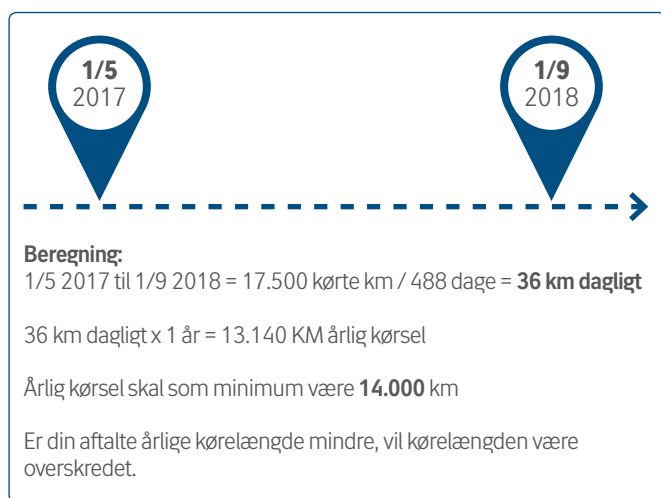 1/5
2017
1/9
2018
Beregning:
1/5 2017 til 1/9 2018 = 17.500 kørte km / 488 dage = 36 km dagligt
36 km dagligt x 1 år = 13.140 KM årlig kørsel
Årlig kørsel skal som minimum være 14.000 km
Er din aftalte årlige kørelængde mindre, vil kørelængden være
overskredet.